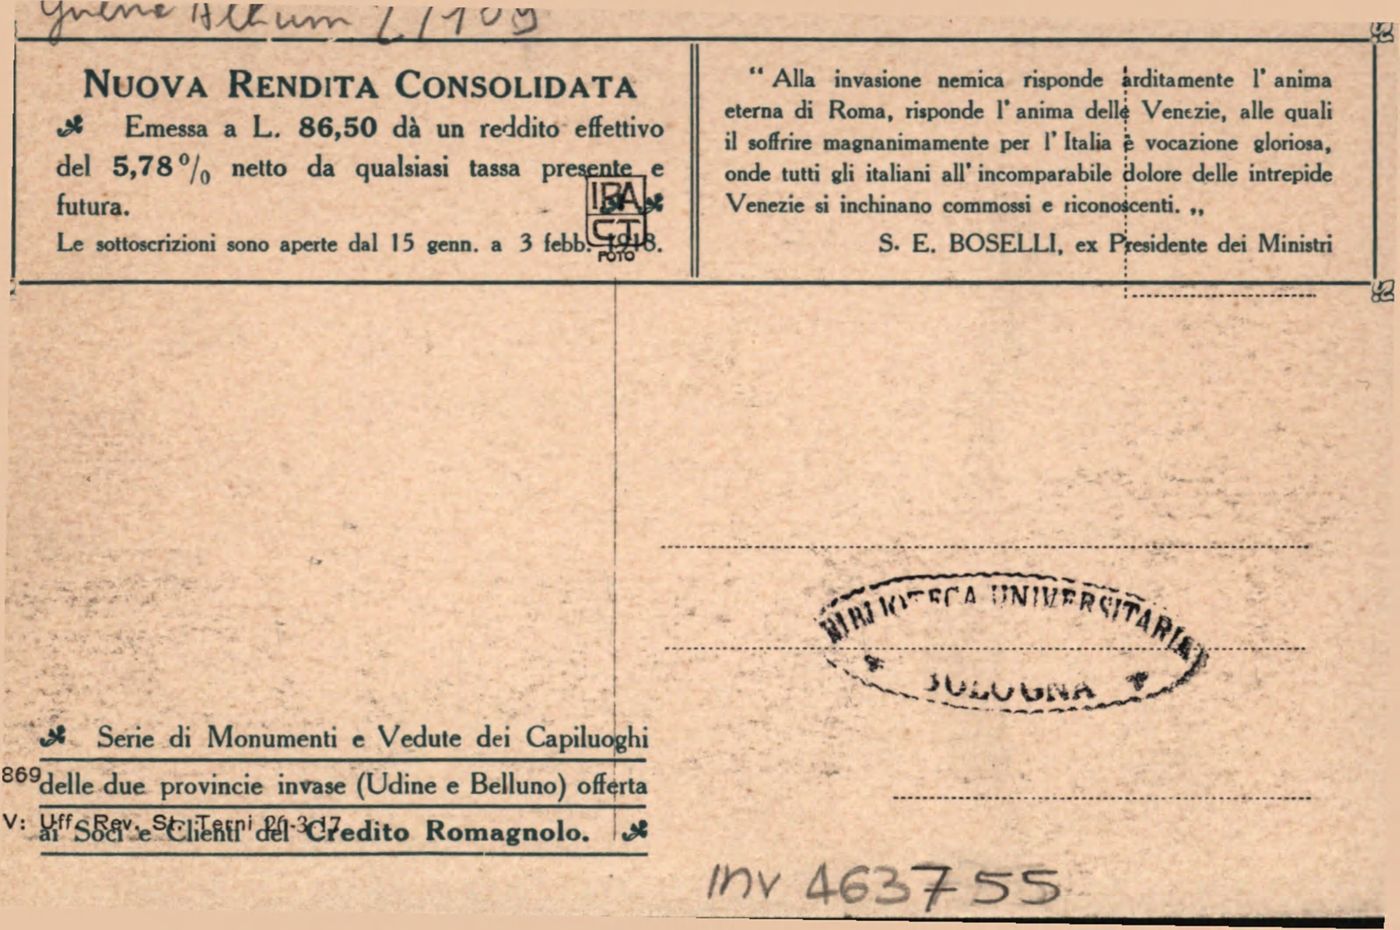 Album 2/109
NUOVA RENDITA CONSOLIDATA
Emessa a L. 86,50 dà un reddito effettivo
del 5,78 % netto da qualsiasi tassa presente e
futura.
Le sottoscrizioni sono aperte dal 15 genn. a 3 febb. 1918.
“ Alla invasione nemica risponde arditamente l' anima
eterna di Roma, risponde l' anima delle Venezie, alle quali
il soffrire magnanimamente per l' Italia è vocazione gloriosa,
onde tutti gli italiani all' incomparabile dolore delle intrepide
Venezie si inchinano commossi e riconoscenti. „
S. E. BOSELLI, ex Presidente dei Ministri
FOTO
BIBLIOTECA UNIVERSITARIA
BOLOGNA
Serie di Monumenti e Vedute dei Capiluoghi
869
delle due provincie invase (Udine e Belluno) offerta
V: Uff. Rev. St. Terni 26-3-17
ai Soci e Clienti del Credito Romagnolo.
inv 463755